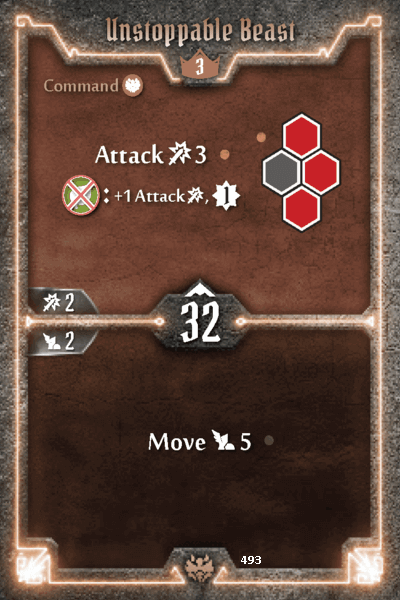 Unstoppable Beast
3
Command
Attack 3
: +1 Attack , 1
2
32
2
Move 5
493